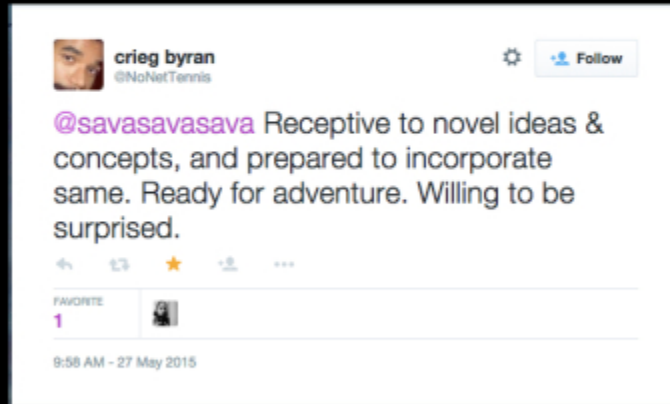 crieg byran
@NoNetTennis
Follow
@savasavasava Receptive to novel ideas &
concepts, and prepared to incorporate
same. Ready for adventure. Willing to be
surprised.
FAVORITE
1
9:58 AM - 27 May 2015